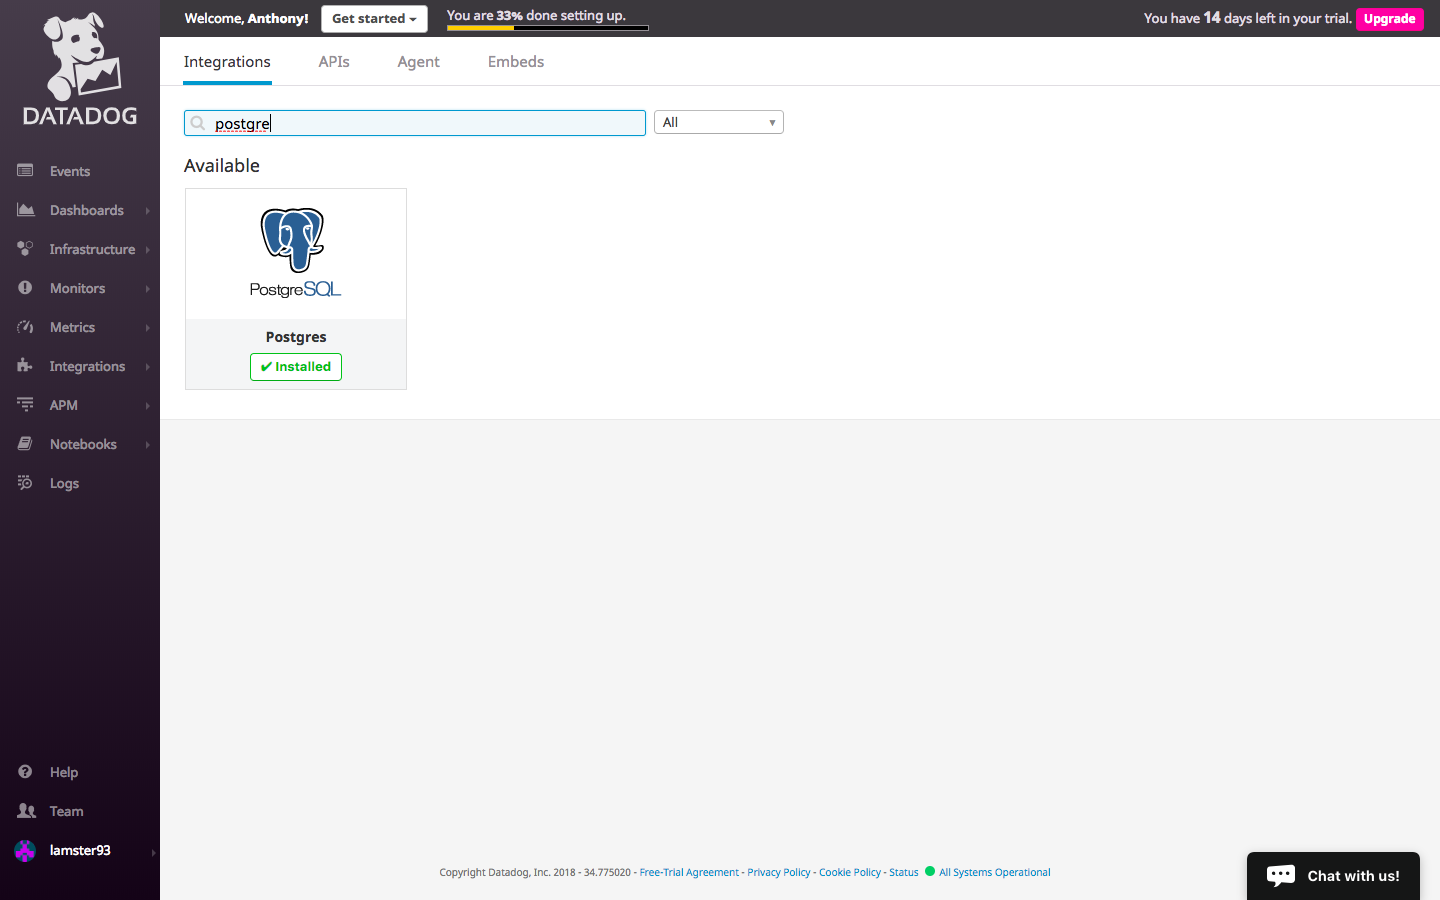 DATADOG
Welcome, Anthony!
Get started
You are 33% done setting up.
You have 14 days left in your trial.
Upgrade
Integrations
APIs
Agent
Embeds
postgre
All
Available
PostgreSQL
Postgres
✔ Installed
Events
Dashboards
Infrastructure
Monitors
Metrics
Integrations
APM
Notebooks
Logs
Help
Team
lamster93
Copyright Datadog, Inc. 2018 - 34.775020 - Free-Trial Agreement - Privacy Policy - Cookie Policy - Status All Systems Operational
Chat with us!